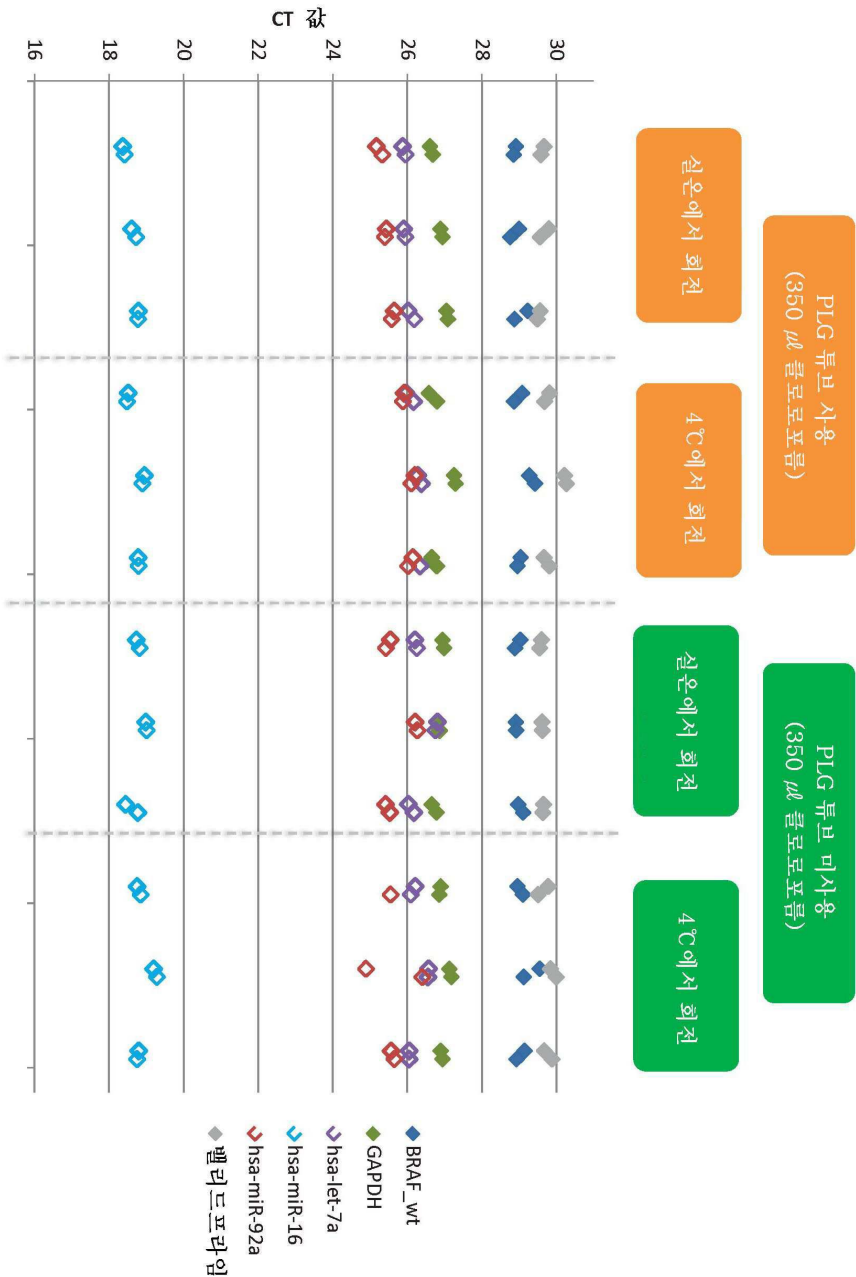 PLG 튜브 사용
(350 ㎕ 클로로포름)
PLG 튜브 미사용
(350 ㎕ 클로로포름)
실온에서 회전
4℃에서 회전
실온에서 회전
4℃에서 회전
CT 값
30
28
26
24
22
20
18
16
BRAF_wt
GAPDH
hsa-let-7a
hsa-miR-16
hsa-miR-92a
밸리드프라임